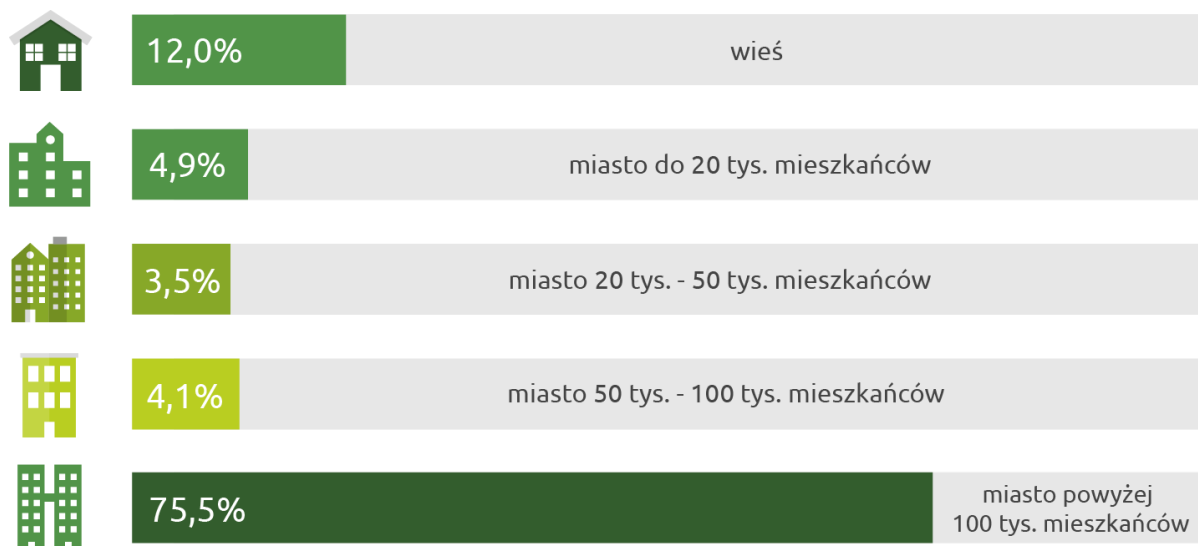 12,0% wieś
4,9% miasto do 20 tys. mieszkańców
3,5% miasto 20 tys. - 50 tys. mieszkańców
4,1% miasto 50 tys. - 100 tys. mieszkańców
75,5% miasto powyżej
100 tys. mieszkańców